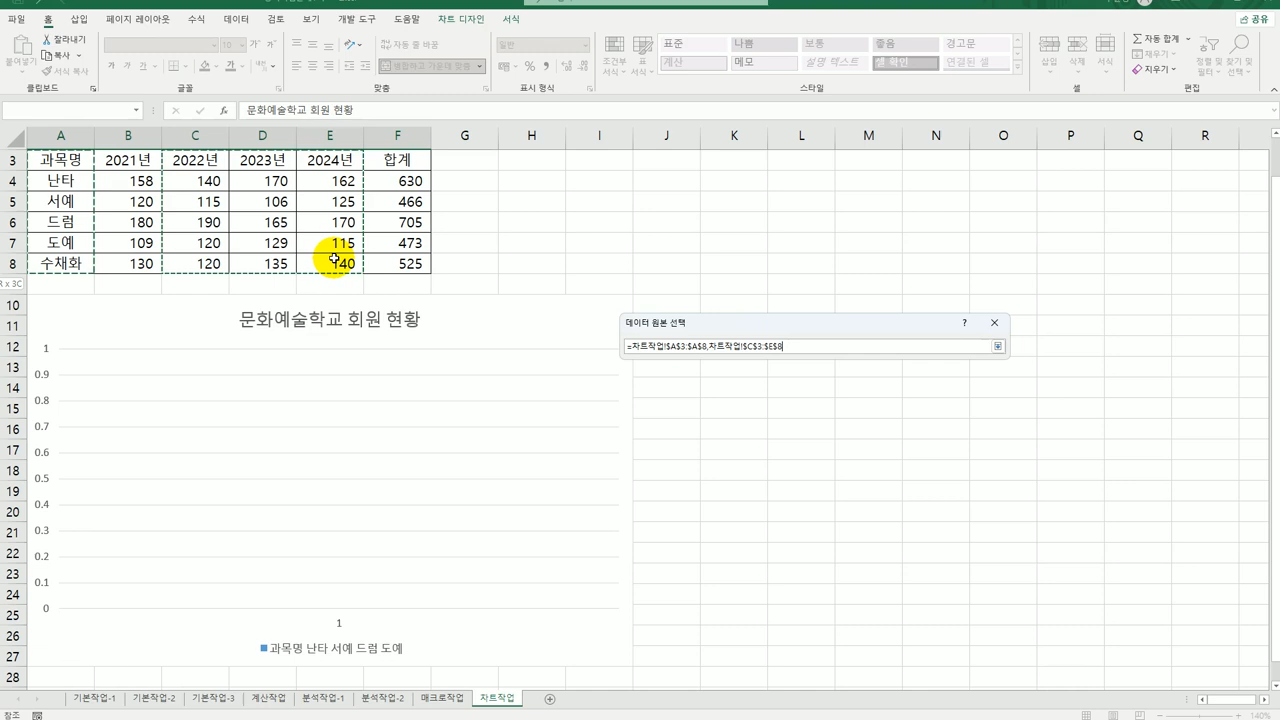 파일 홈 삽입 페이지 레이아웃 수식 데이터 검토 보기 개발 도구 도움말 차트 디자인 서식 공유
붙여넣기 잘라내기 복사 서식 복사 클립보드
10 가 가 가 가 가 글꼴
자동 줄 바꿈 병합하고 가운데 맞춤 맞춤
일반 % 표시 형식
조건부 서식 표 서식 표준 나쁨 보통 좋음 경고문
계산 메모 설명 텍스트 셀 확인 연결된 셀 스타일
삽입 삭제 서식 셀
자동 합계 채우기 지우기 정렬 및 필터 찾기 및 선택 편집
fx 문화예술학교 회원 현황
A B C D E F G H I J K L M N O P Q R
3 과목명 2021년 2022년 2023년 2024년 합계
4 난타 158 140 170 162 630
5 서예 120 115 106 125 466
6 드럼 180 190 165 170 705
7 도예 109 120 129 115 473
8 수채화 130 120 135 140 525
R x 3C
10
11
12
13
14
15
16
17
18
19
20
21
22
23
24
25
26
27
28
문화예술학교 회원 현황
1
0.9
0.8
0.7
0.6
0.5
0.4
0.3
0.2
0.1
0
1
과목명 난타 서예 드럼 도예
데이터 원본 선택 ?
=차트작업!$A$3:$A$8,차트작업!$C$3:$E$8
기본작업-1 기본작업-2 기본작업-3 계산작업 분석작업-1 분석작업-2 매크로작업 차트작업
참조 140%